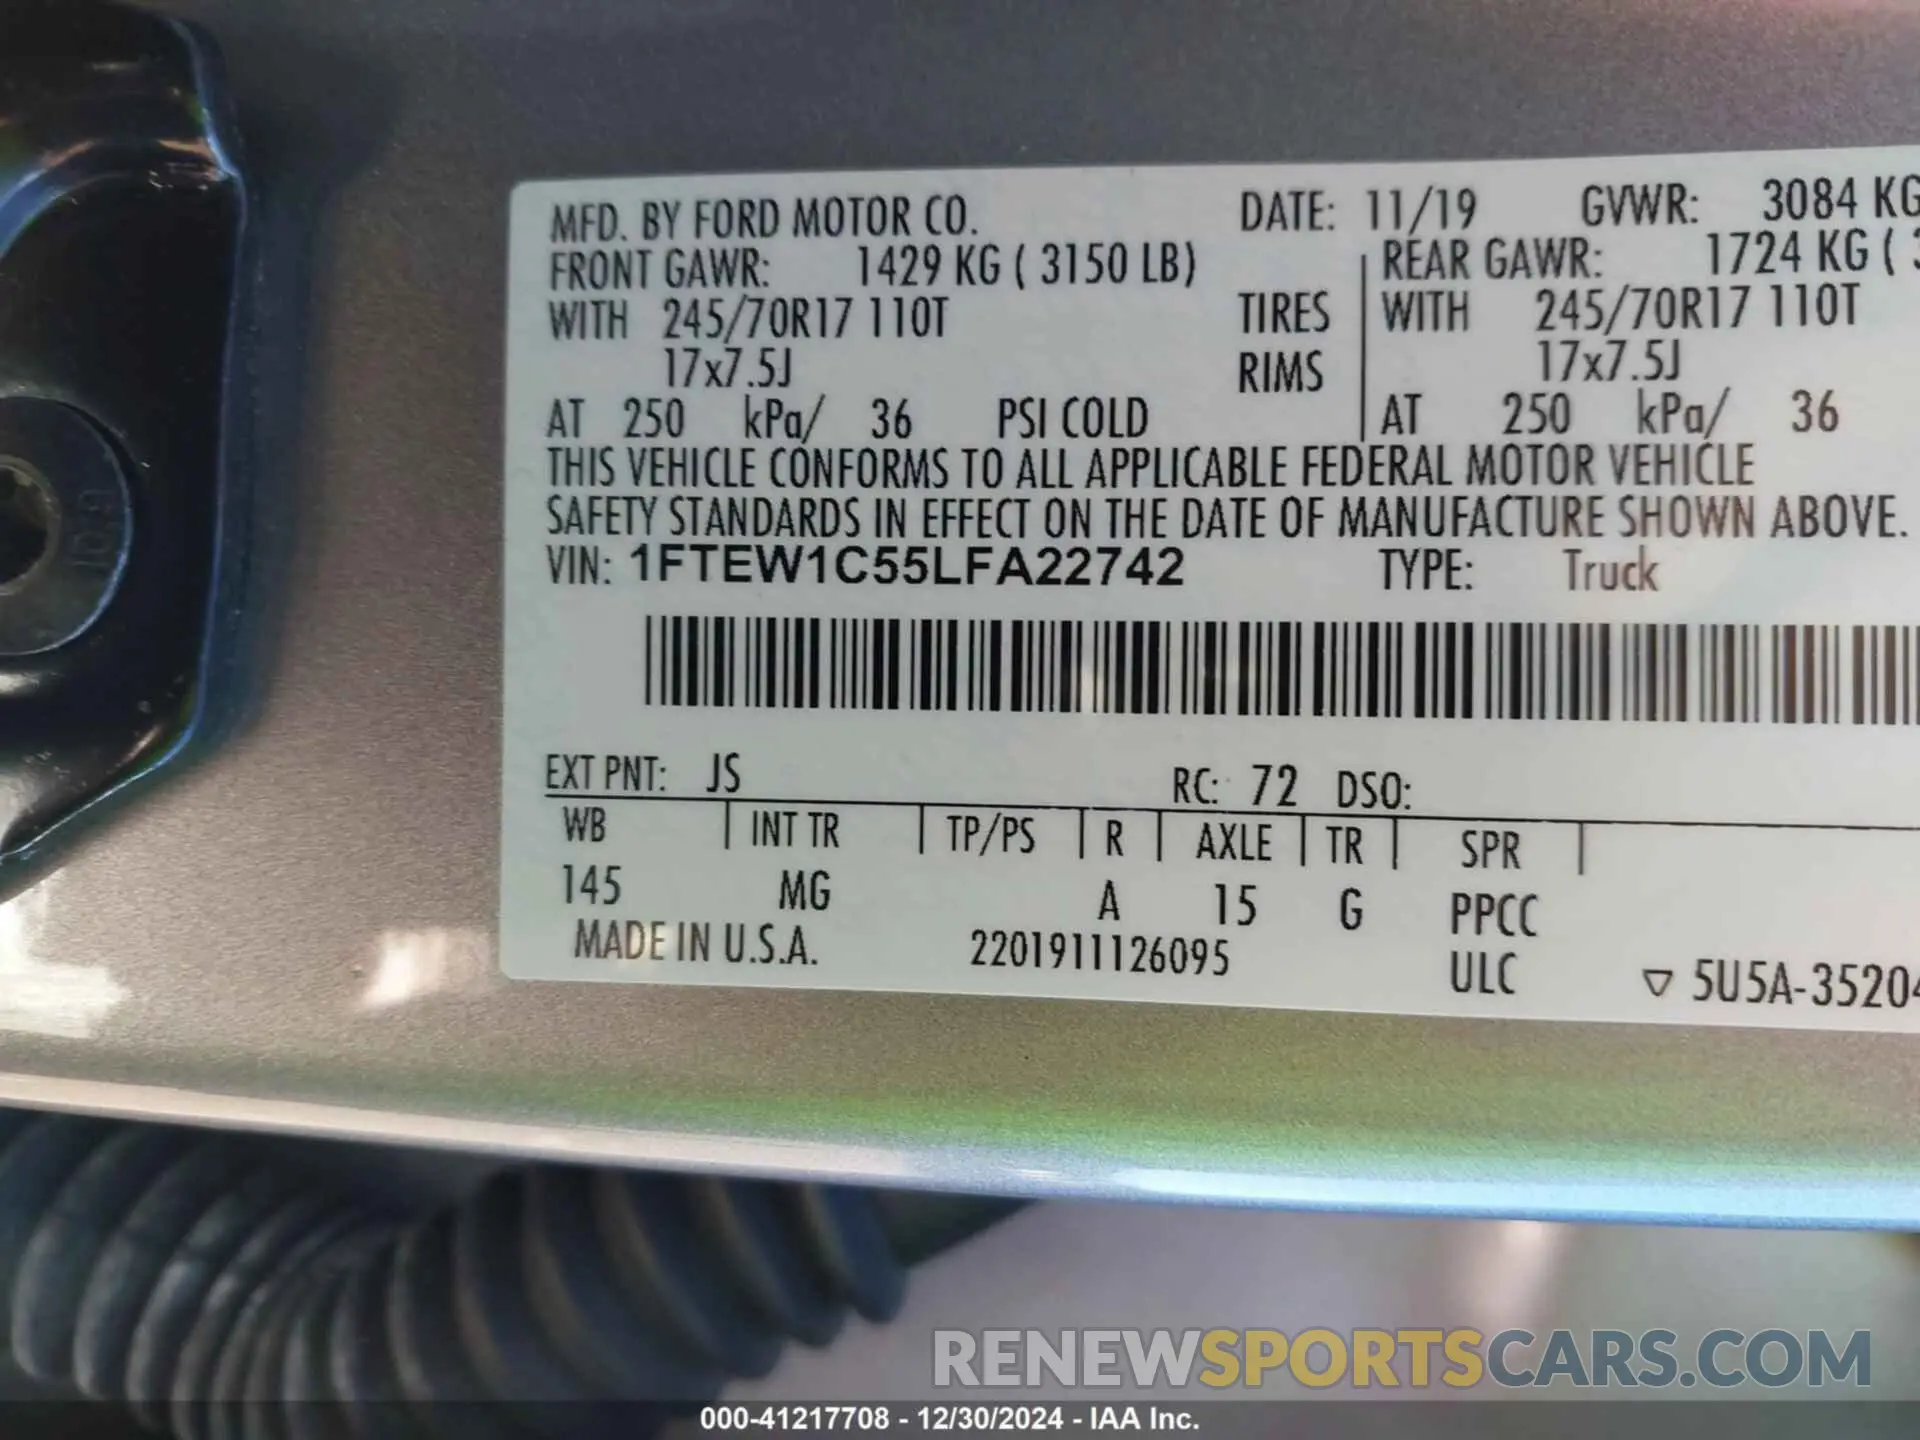 MFD. BY FORD MOTOR CO. DATE: 11/19 GVWR: 3084 KG
FRONT GAWR: 1429 KG ( 3150 LB) REAR GAWR: 1724 KG (
WITH 245/70R17 110T TIRES WITH 245/70R17 110T
17x7.5J RIMS 17x7.5J
AT 250 kPa/ 36 PSI COLD AT 250 kPa/ 36
THIS VEHICLE CONFORMS TO ALL APPLICABLE FEDERAL MOTOR VEHICLE
SAFETY STANDARDS IN EFFECT ON THE DATE OF MANUFACTURE SHOWN ABOVE.
VIN: 1FTEW1C55LFA22742 TYPE: Truck
EXT PNT: JS RC: 72 DSO:
WB INT TR TP/PS R AXLE TR SPR
145 MG A 15 G PPCC
MADE IN U.S.A. 2201911126095 ULC ▽ 5U5A-35204
10.9
RENEWSPORTSCARS.COM
000-41217708 - 12/30/2024 - IAA Inc.